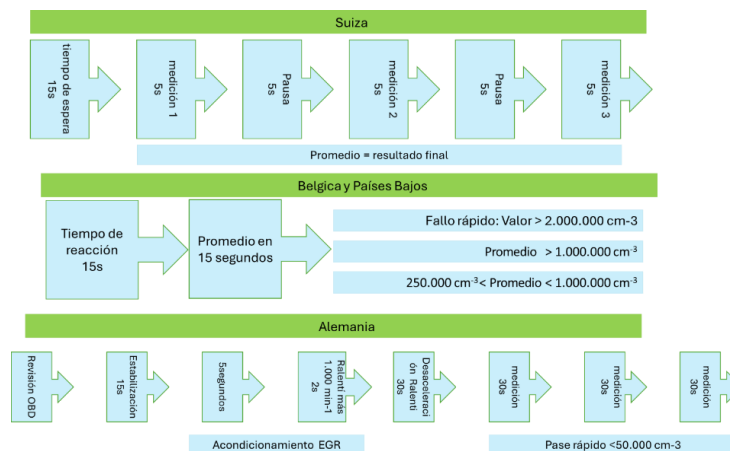 Suiza
tiempo de espera
15s
medición 1
5s
Pausa
5s
medición 2
5s
Pausa
5s
medición 3
5s
Promedio = resultado final
Belgica y Países Bajos
Tiempo de
reacción
15s
Promedio en
15 segundos
Fallo rápido: Valor > 2.000.000 cm-3
Promedio > 1.000.000 cm⁻³
250.000 cm⁻³< Promedio < 1.000.000 cm⁻³
Alemania
Revisión OBD
Estabilización
15s
5segundos
Ralentí más
1.000 min-1
2s
Desaceleraci
ón Ralenti
30s
medición
30s
medición
30s
medición
30s
Acondicionamiento EGR
Pase rápido <50.000 cm-3